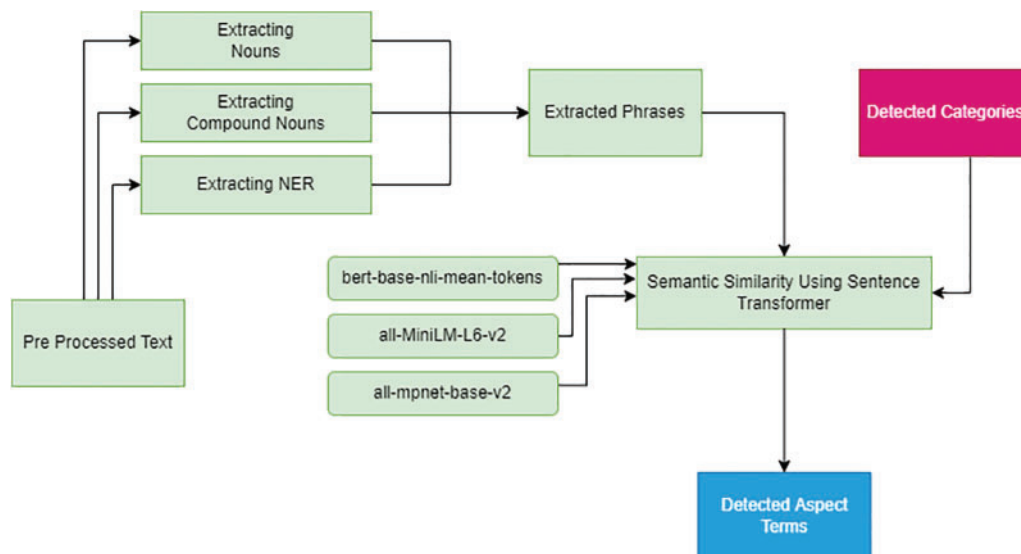 Extracting
Nouns
Extracting
Compound Nouns
Extracting NER
Extracted Phrases
Detected Categories
bert-base-nli-mean-tokens
all-MiniLM-L6-v2
all-mpnet-base-v2
Semantic Similarity Using Sentence
Transformer
Pre Processed Text
Detected Aspect
Terms